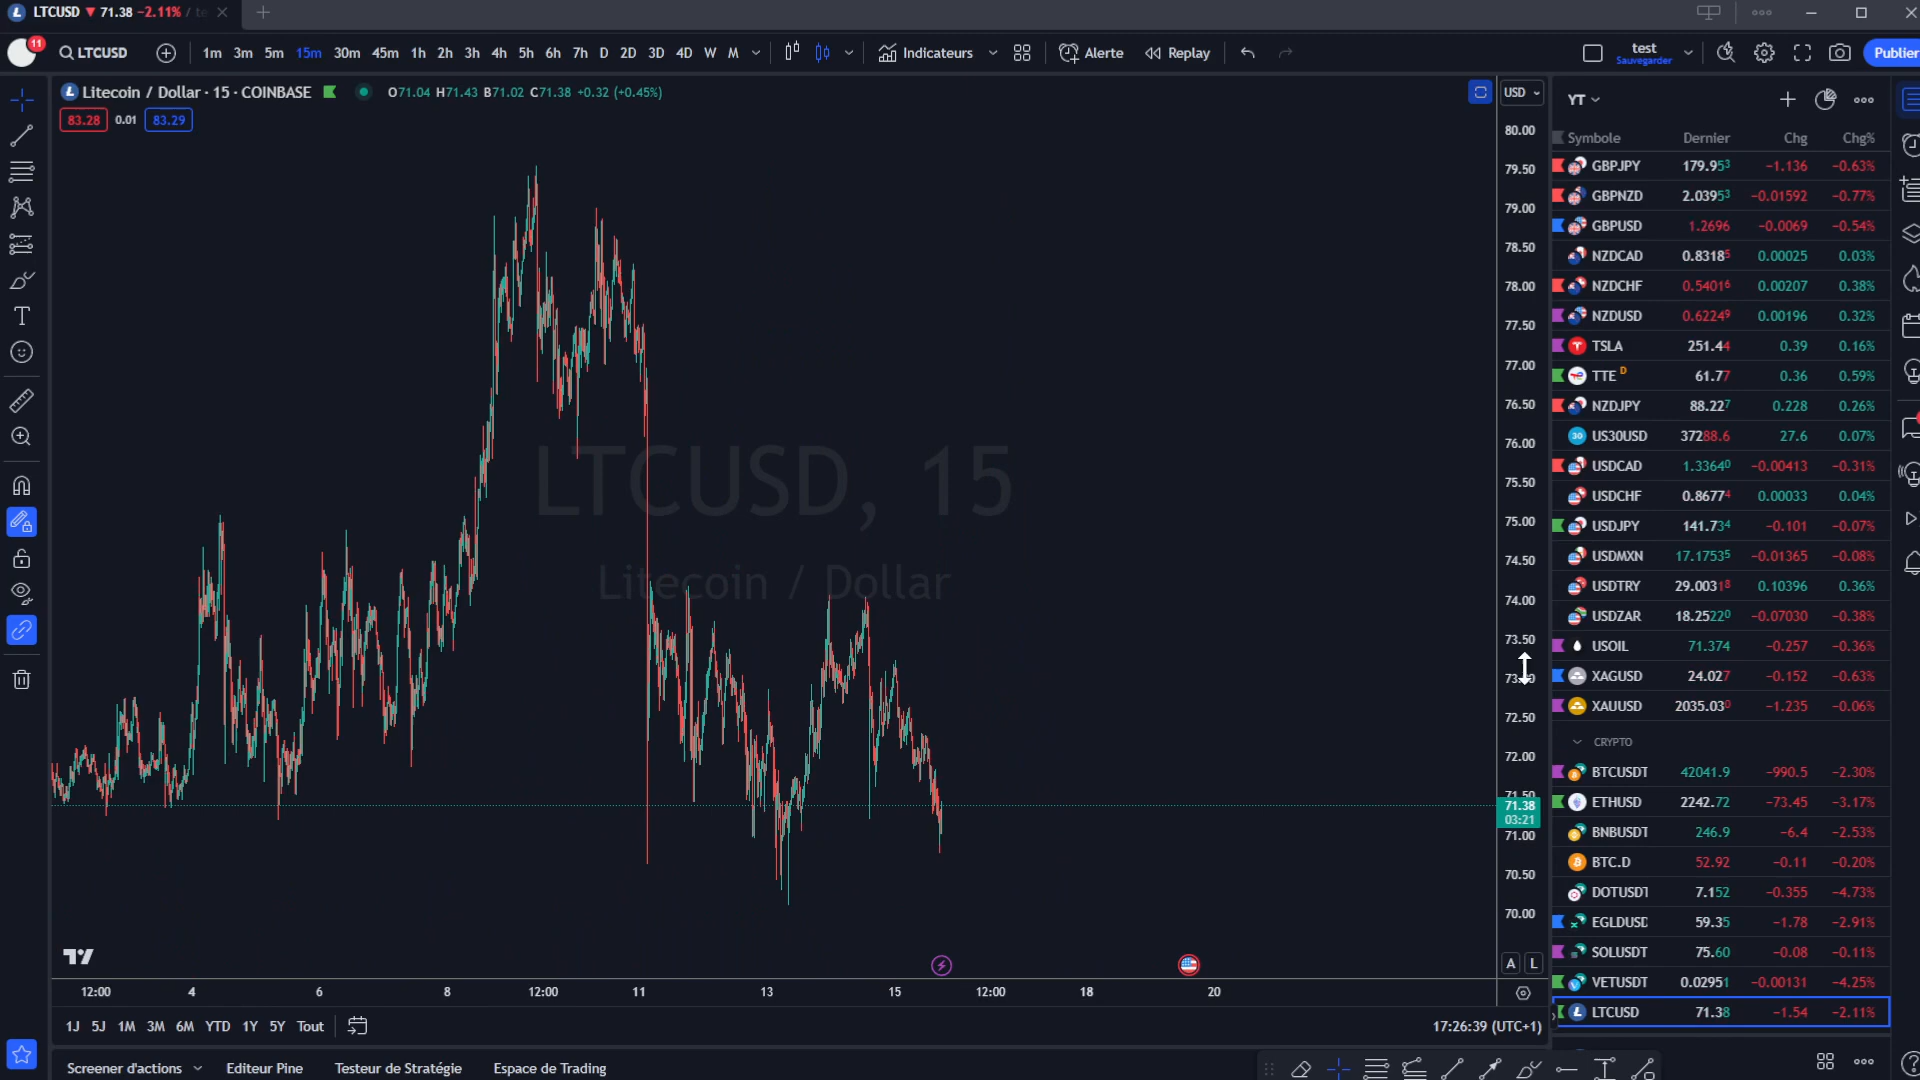 LTCUSD ▼ 71.38 −2.11% / te
11 LTCUSD 1m 3m 5m 15m 30m 45m 1h 2h 3h 4h 5h 6h 7h D 2D 3D 4D W M Indicateurs Alerte Replay test Sauvegarder Publier
Litecoin / Dollar · 15 · COINBASE O71.04 H71.43 B71.02 C71.38 +0.32 (+0.45%)
83.28 0.01 83.29
USD
80.00
79.50
79.00
78.50
78.00
77.50
77.00
76.50
76.00
75.50
75.00
74.50
74.00
73.50
72.50
72.00
71.50
71.38
03:21
71.00
70.50
70.00
A L
LTCUSD, 15
Litecoin / Dollar
12:00 4 6 8 12:00 11 13 15 12:00 18 20
1J 5J 1M 3M 6M YTD 1Y 5Y Tout 17:26:39 (UTC+1)
Screener d'actions Editeur Pine Testeur de Stratégie Espace de Trading
YT
Symbole Dernier Chg Chg%
GBPJPY 179.953 −1.136 −0.63%
GBPNZD 2.03953 −0.01592 −0.77%
GBPUSD 1.2696 −0.0069 −0.54%
NZDCAD 0.83185 0.00025 0.03%
NZDCHF 0.54016 0.00207 0.38%
NZDUSD 0.62249 0.00196 0.32%
TSLA 251.44 0.39 0.16%
TTE D 61.77 0.36 0.59%
NZDJPY 88.227 0.228 0.26%
30 US30USD 37288.6 27.6 0.07%
USDCAD 1.33640 −0.00413 −0.31%
USDCHF 0.86774 0.00033 0.04%
USDJPY 141.734 −0.101 −0.07%
USDMXN 17.17535 −0.01365 −0.08%
USDTRY 29.00318 0.10396 0.36%
USDZAR 18.25220 −0.07030 −0.38%
USOIL 71.374 −0.257 −0.36%
XAGUSD 24.027 −0.152 −0.63%
XAUUSD 2035.030 −1.235 −0.06%
CRYPTO
BTCUSDT 42041.9 −990.5 −2.30%
ETHUSD 2242.72 −73.45 −3.17%
BNBUSDT 246.9 −6.4 −2.53%
BTC.D 52.92 −0.11 −0.20%
DOTUSDT 7.152 −0.355 −4.73%
EGLDUSD 59.35 −1.78 −2.91%
SOLUSDT 75.60 −0.08 −0.11%
VETUSDT 0.02951 −0.00131 −4.25%
LTCUSD 71.38 −1.54 −2.11%